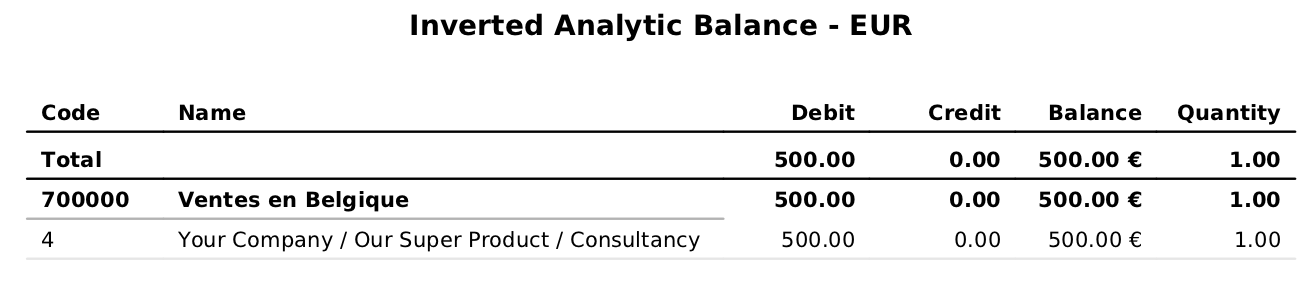 Inverted Analytic Balance - EUR
Code Name Debit Credit Balance Quantity
Total 500.00 0.00 500.00 € 1.00
700000 Ventes en Belgique 500.00 0.00 500.00 € 1.00
4 Your Company / Our Super Product / Consultancy 500.00 0.00 500.00 € 1.00